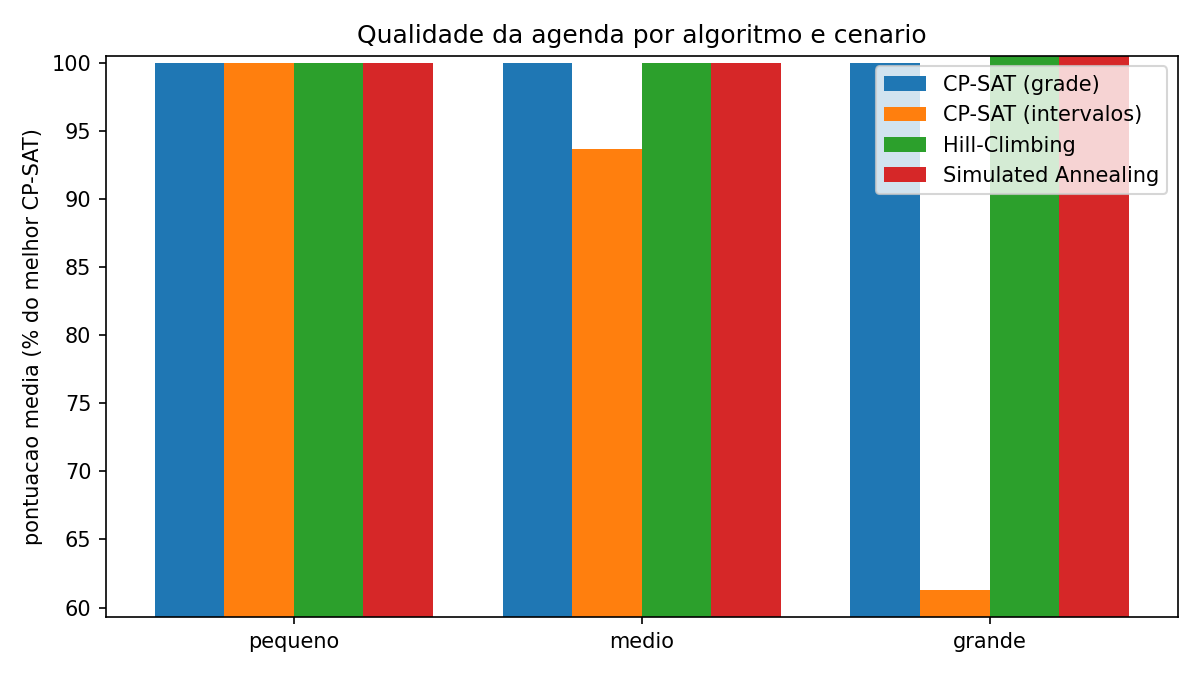 Qualidade da agenda por algoritmo e cenario
pontuacao media (% do melhor CP-SAT)
100
95
90
85
80
75
70
65
60
CP-SAT (grade)
CP-SAT (intervalos)
Hill-Climbing
Simulated Annealing
pequeno
medio
grande